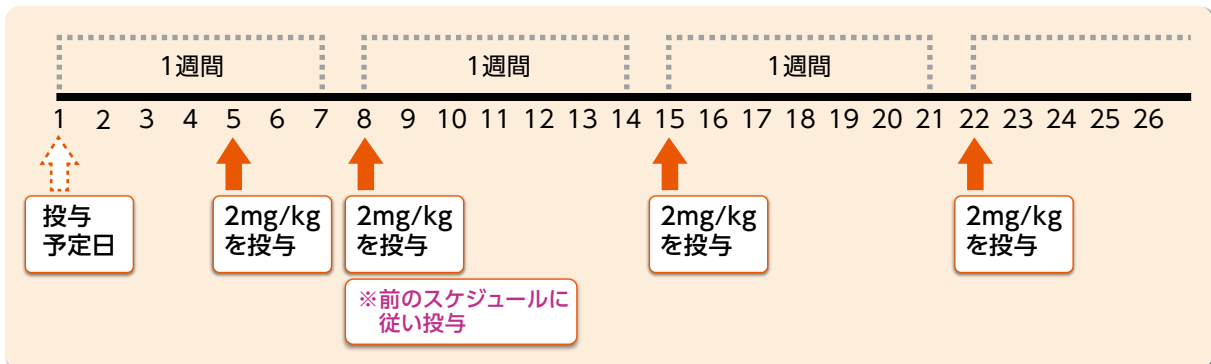 1週間 1週間 1週間
1 2 3 4 5 6 7 8 9 10 11 12 13 14 15 16 17 18 19 20 21 22 23 24 25 26
投与
予定日
2mg/kg
を投与
2mg/kg
を投与
※前のスケジュールに
従い投与
2mg/kg
を投与
2mg/kg
を投与